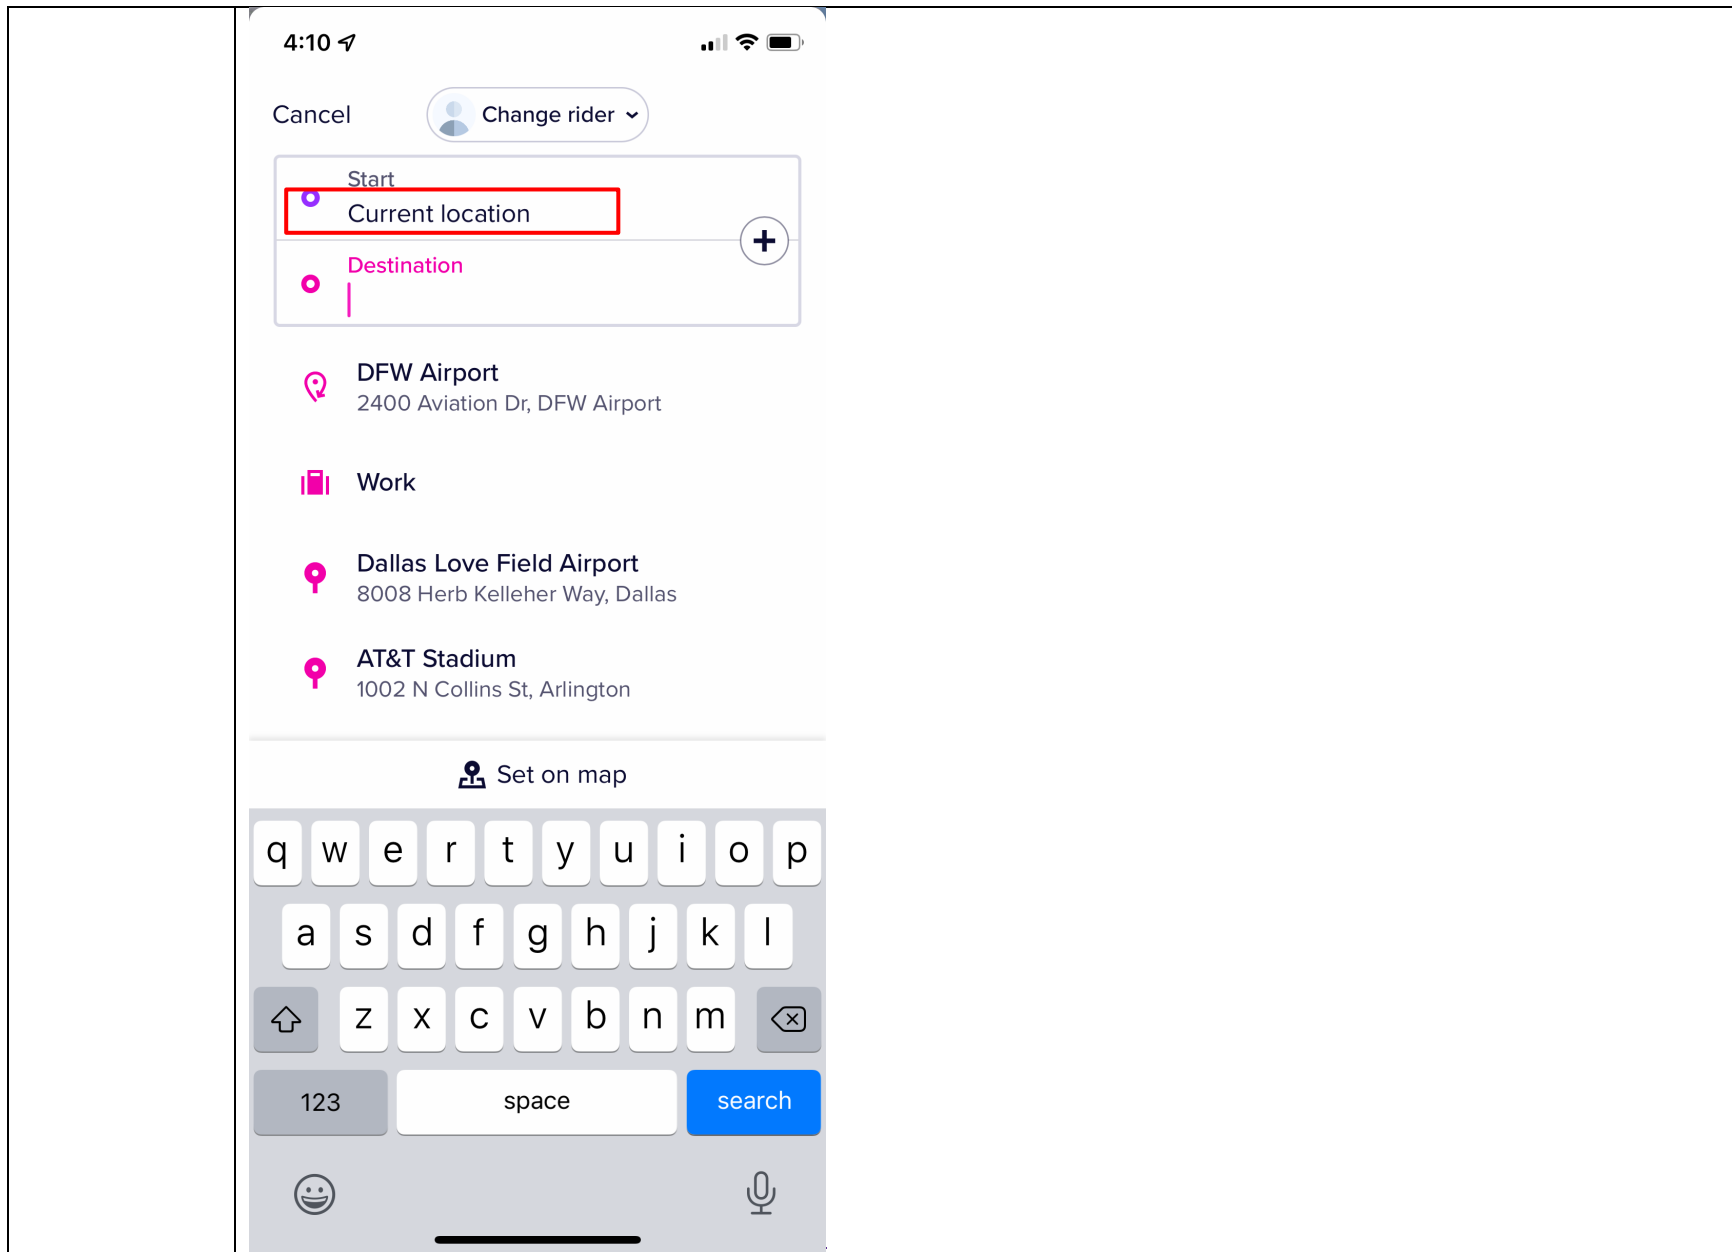 4:10
Cancel
Change rider
Start
Current location
Destination
DFW Airport
2400 Aviation Dr, DFW Airport
Work
Dallas Love Field Airport
8008 Herb Kelleher Way, Dallas
AT&T Stadium
1002 N Collins St, Arlington
Set on map
q w e r t y u i o p
a s d f g h j k l
z x c v b n m
123 space search